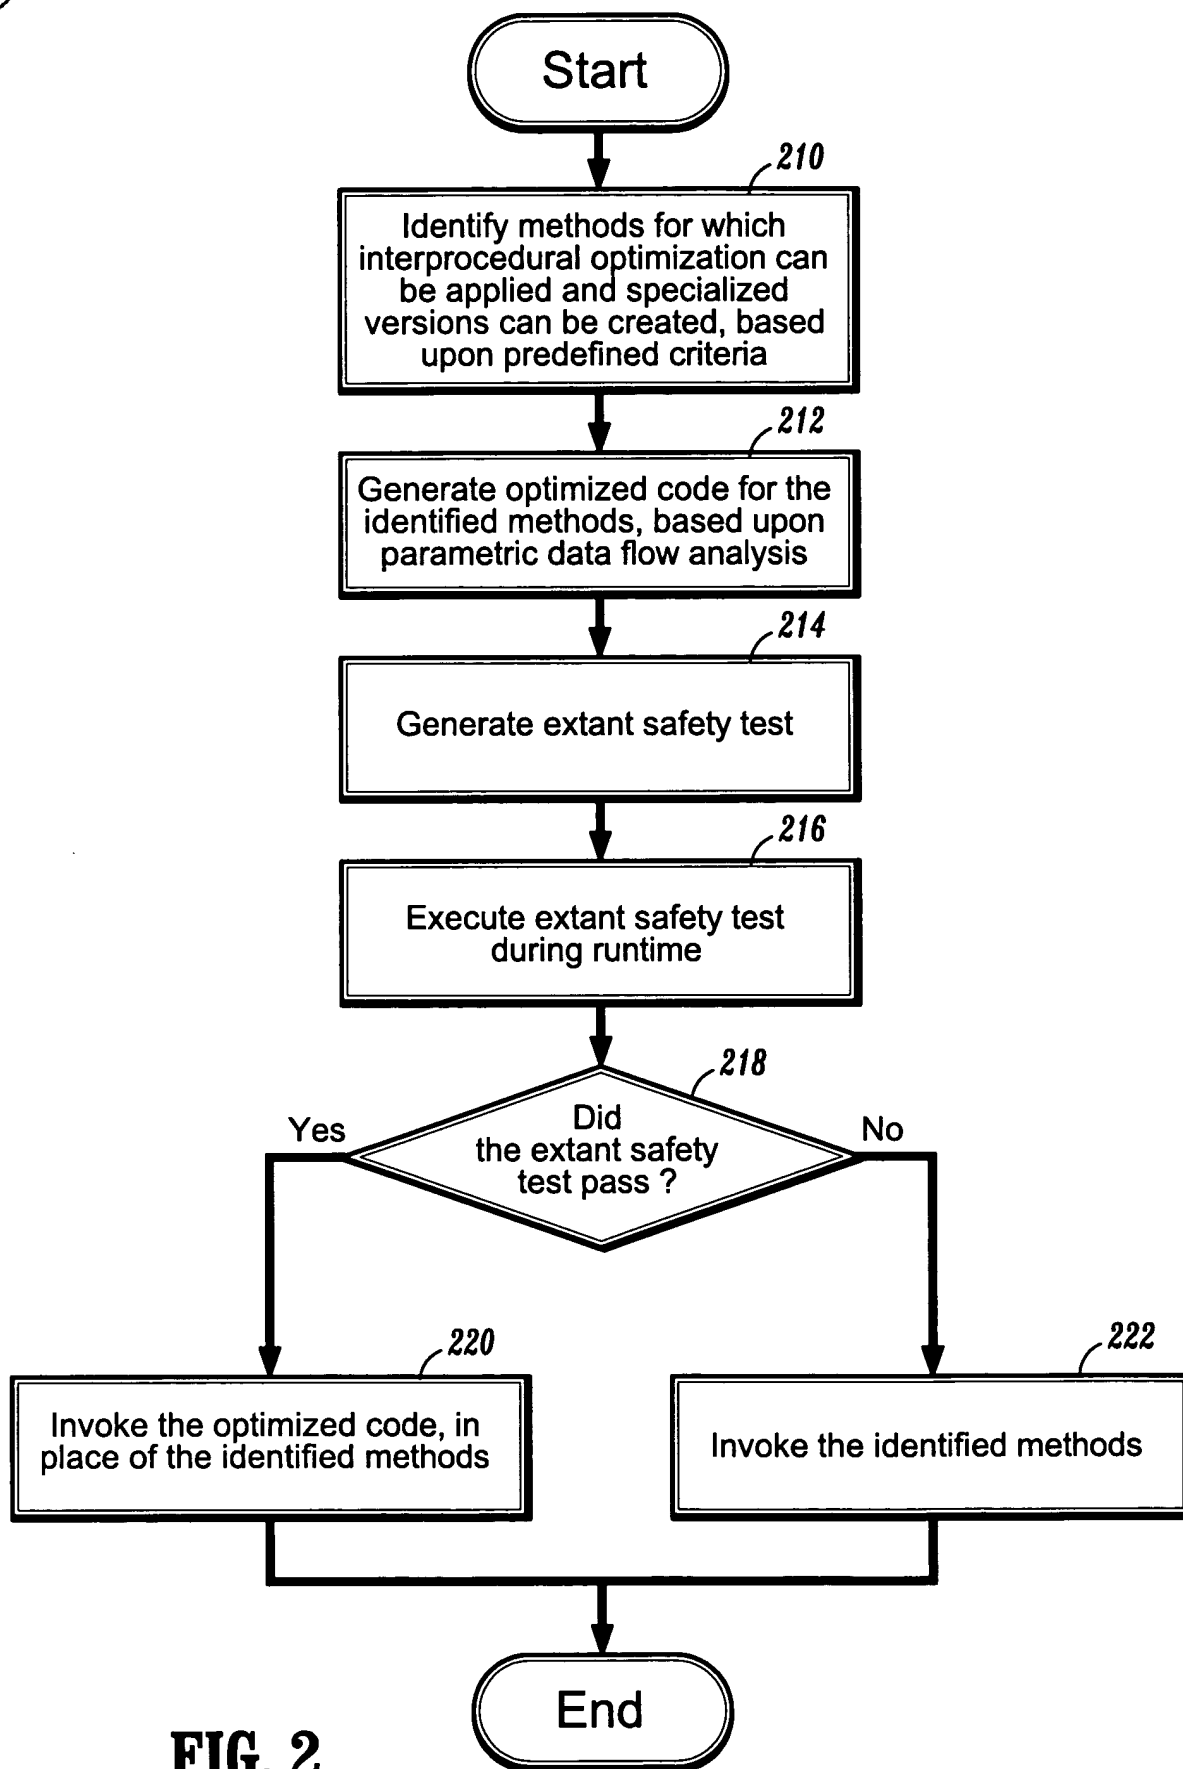 Start
210
Identify methods for which
interprocedural optimization can
be applied and specialized
versions can be created, based
upon predefined criteria
212
Generate optimized code for the
identified methods, based upon
parametric data flow analysis
214
Generate extant safety test
216
Execute extant safety test
during runtime
218
Did
the extant safety
test pass ?
Yes
No
220
Invoke the optimized code, in
place of the identified methods
222
Invoke the identified methods
End
FIG. 2